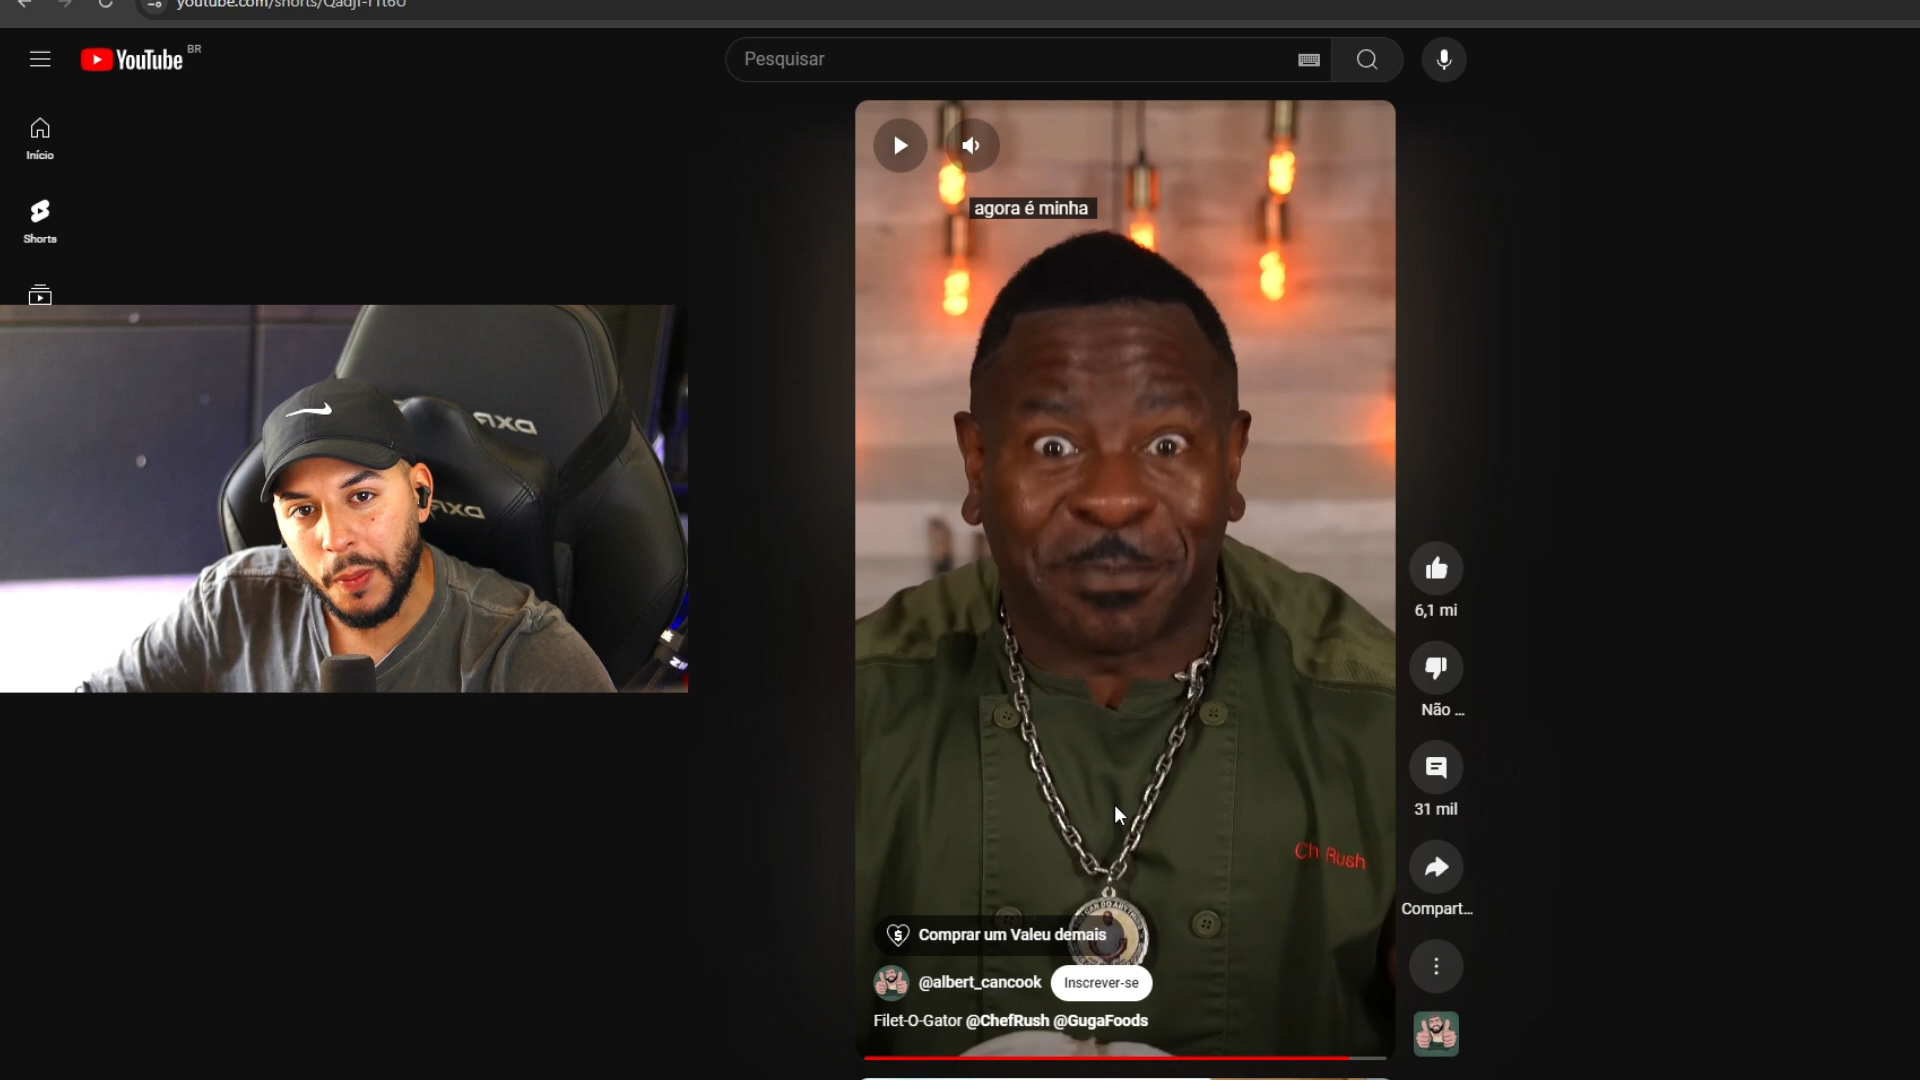 YouTube BR
Pesquisar
Início
Shorts
agora é minha
DXR
6,1 mi
Não ...
31 mil
Compart...
Ch Rush
Comprar um Valeu demais
@albert_cancook
Inscrever-se
Filet-O-Gator @ChefRush @GugaFoods